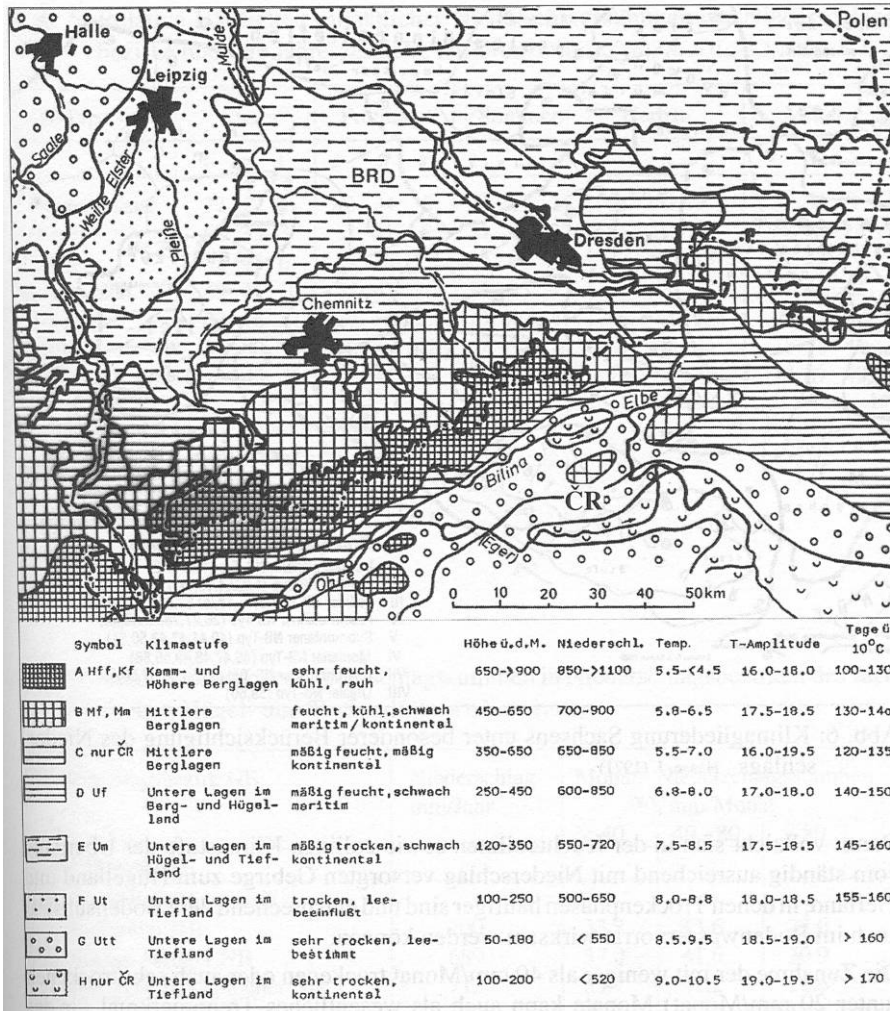 Halle
Leipzig
Mulde
Polen
Saale
Weiße Elster
Pleiße
BRD
Dresden
Chemnitz
Elbe
Bilina
ČR
Ohře
(Eger)
0 10 20 30 40 50 km
Symbol Klimastufe Höhe ü.d.M. Niederschl. Temp. T-Amplitude Tage ü
10°C
A Hff, Kf Kamm- und sehr feucht, 650->900 850->1100 5.5-<4.5 16.0-18.0 100-130
Höhere Berglagen kühl, rauh
B Mf, Mm Mittlere feucht, kühl, schwach 450-650 700-900 5.8-6.5 17.5-18.5 130-140
Berglagen maritim/kontinental
C nur ČR Mittlere mäßig feucht, mäßig 350-650 650-850 5.5-7.0 16.0-19.5 120-135
Berglagen kontinental
D Uf Untere Lagen im mäßig feucht, schwach 250-450 600-850 6.8-8.0 17.0-18.0 140-150
Berg- und Hügel- maritim
land
E Um Untere Lagen im mäßig trocken, schwach 120-350 550-720 7.5-8.5 17.5-18.5 145-160
Hügel- und Tief- kontinental
land
F Ut Untere Lagen im trocken, lee- 100-250 500-650 8.0-8.8 18.0-18.5 155-160
Tiefland beeinflußt
G Utt Untere Lagen im sehr trocken, lee- 50-180 < 550 8.5.9.5 18.5-19.0 > 160
Tiefland bestimmt
H nur ČR Untere Lagen im sehr trocken, 100-200 <520 9.0-10.5 19.0-19.5 > 170
Tiefland kontinental